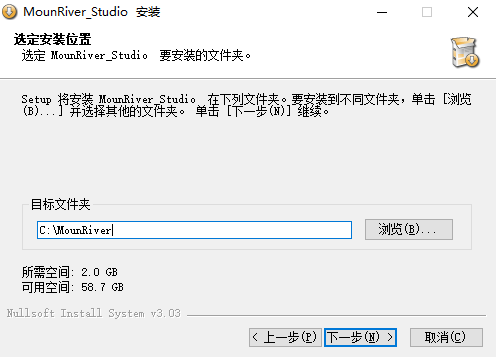 MounRiver_Studio 安装
选定安装位置
选定 MounRiver_Studio 要安装的文件夹。
Setup 将安装 MounRiver_Studio 在下列文件夹。要安装到不同文件夹，单击 [浏览
(B)...] 并选择其他的文件夹。 单击 [下一步(N)] 继续。
目标文件夹
C:\MounRiver
浏览(B)...
所需空间: 2.0 GB
可用空间: 58.7 GB
Nullsoft Install System v3.03
< 上一步(P) 下一步(N) > 取消(C)